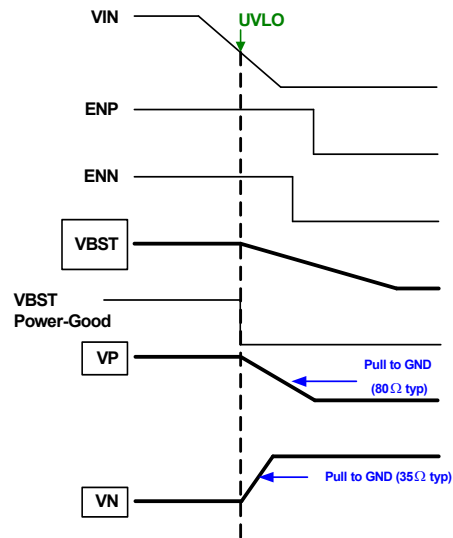 VIN
UVLO
ENP
ENN
VBST
VBST
Power-Good
VP
Pull to GND
(80Ω typ)
VN
Pull to GND (35Ω typ)